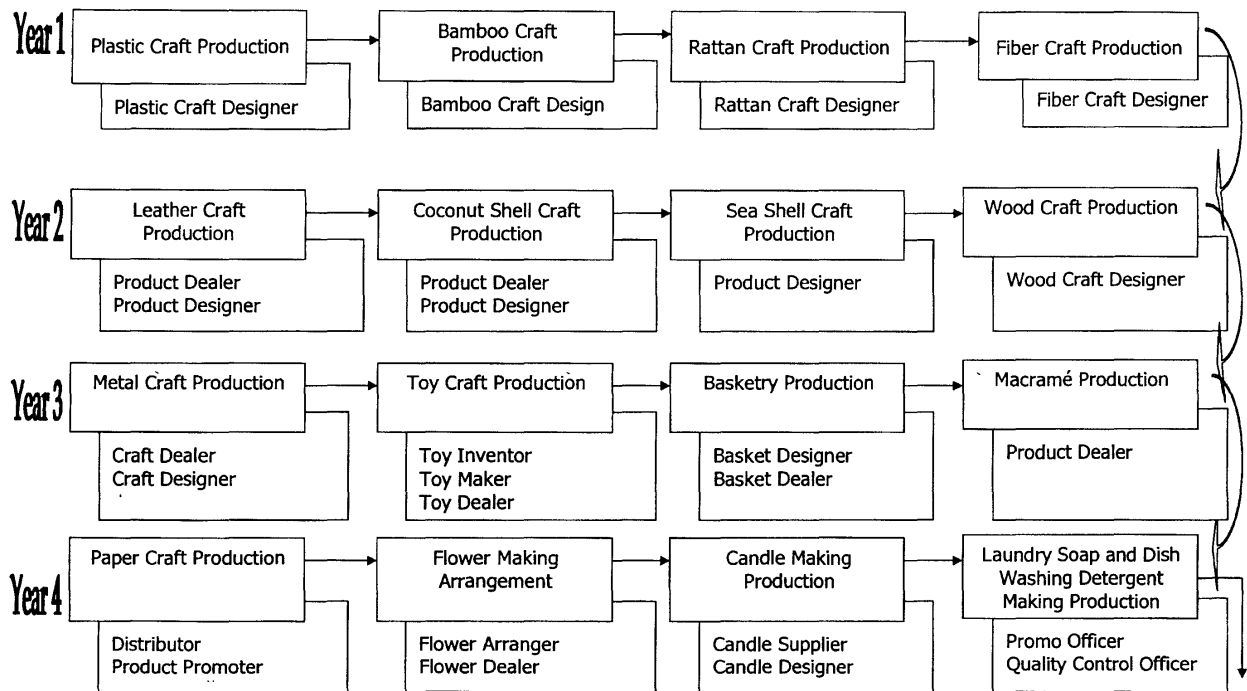 Year 1
Plastic Craft Production
Plastic Craft Designer
Bamboo Craft
Production
Bamboo Craft Design
Rattan Craft Production
Rattan Craft Designer
Fiber Craft Production
Fiber Craft Designer
Year 2
Leather Craft
Production
Product Dealer
Product Designer
Coconut Shell Craft
Production
Product Dealer
Product Designer
Sea Shell Craft
Production
Product Designer
Wood Craft Production
Wood Craft Designer
Year 3
Metal Craft Production
Craft Dealer
Craft Designer
Toy Craft Production
Toy Inventor
Toy Maker
Toy Dealer
Basketry Production
Basket Designer
Basket Dealer
Macramé Production
Product Dealer
Year 4
Paper Craft Production
Distributor
Product Promoter
Flower Making
Arrangement
Flower Arranger
Flower Dealer
Candle Making
Production
Candle Supplier
Candle Designer
Laundry Soap and Dish
Washing Detergent
Making Production
Promo Officer
Quality Control Officer